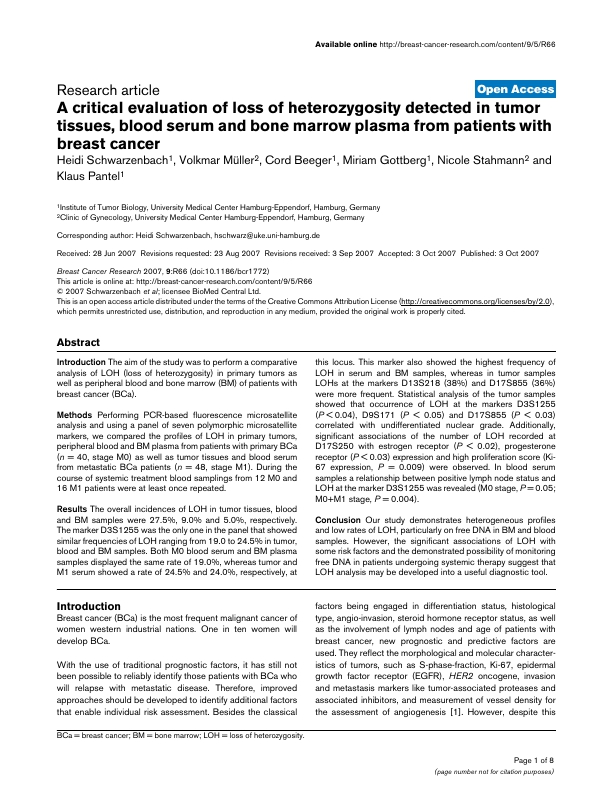 Available online http://breast-cancer-research.com/content/9/5/R66
Research article
Open Access
A critical evaluation of loss of heterozygosity detected in tumor
tissues, blood serum and bone marrow plasma from patients with
breast cancer
Heidi Schwarzenbach1, Volkmar Müller2, Cord Beeger1, Miriam Gottberg1, Nicole Stahmann2 and
Klaus Pantel1
1Institute of Tumor Biology, University Medical Center Hamburg-Eppendorf, Hamburg, Germany
2Clinic of Gynecology, University Medical Center Hamburg-Eppendorf, Hamburg, Germany
Corresponding author: Heidi Schwarzenbach, hschwarz@uke.uni-hamburg.de
Received: 28 Jun 2007 Revisions requested: 23 Aug 2007 Revisions received: 3 Sep 2007 Accepted: 3 Oct 2007 Published: 3 Oct 2007
Breast Cancer Research 2007, 9:R66 (doi:10.1186/bcr1772)
This article is online at: http://breast-cancer-research.com/content/9/5/R66
© 2007 Schwarzenbach et al; licensee BioMed Central Ltd.
This is an open access article distributed under the terms of the Creative Commons Attribution License (http://creativecommons.org/licenses/by/2.0),
which permits unrestricted use, distribution, and reproduction in any medium, provided the original work is properly cited.
Abstract
Introduction The aim of the study was to perform a comparative
analysis of LOH (loss of heterozygosity) in primary tumors as
well as peripheral blood and bone marrow (BM) of patients with
breast cancer (BCa).
Methods Performing PCR-based fluorescence microsatellite
analysis and using a panel of seven polymorphic microsatellite
markers, we compared the profiles of LOH in primary tumors,
peripheral blood and BM plasma from patients with primary BCa
(n = 40, stage M0) as well as tumor tissues and blood serum
from metastatic BCa patients (n = 48, stage M1). During the
course of systemic treatment blood samplings from 12 M0 and
16 M1 patients were at least once repeated.
Results The overall incidences of LOH in tumor tissues, blood
and BM samples were 27.5%, 9.0% and 5.0%, respectively.
The marker D3S1255 was the only one in the panel that showed
similar frequencies of LOH ranging from 19.0 to 24.5% in tumor,
blood and BM samples. Both M0 blood serum and BM plasma
samples displayed the same rate of 19.0%, whereas tumor and
M1 serum showed a rate of 24.5% and 24.0%, respectively, at
this locus. This marker also showed the highest frequency of
LOH in serum and BM samples, whereas in tumor samples
LOHs at the markers D13S218 (38%) and D17S855 (36%)
were more frequent. Statistical analysis of the tumor samples
showed that occurrence of LOH at the markers D3S1255
(P < 0.04), D9S171 (P < 0.05) and D17S855 (P < 0.03)
correlated with undifferentiated nuclear grade. Additionally,
significant associations of the number of LOH recorded at
D17S250 with estrogen receptor (P < 0.02), progesterone
receptor (P < 0.03) expression and high proliferation score (Ki-
67 expression, P = 0.009) were observed. In blood serum
samples a relationship between positive lymph node status and
LOH at the marker D3S1255 was revealed (M0 stage, P = 0.05;
M0+M1 stage, P = 0.004).
Conclusion Our study demonstrates heterogeneous profiles
and low rates of LOH, particularly on free DNA in BM and blood
samples. However, the significant associations of LOH with
some risk factors and the demonstrated possibility of monitoring
free DNA in patients undergoing systemic therapy suggest that
LOH analysis may be developed into a useful diagnostic tool.
Introduction
Breast cancer (BCa) is the most frequent malignant cancer of
women western industrial nations. One in ten women will
develop BCa.
With the use of traditional prognostic factors, it has still not
been possible to reliably identify those patients with BCa who
will relapse with metastatic disease. Therefore, improved
approaches should be developed to identify additional factors
that enable individual risk assessment. Besides the classical
factors being engaged in differentiation status, histological
type, angio-invasion, steroid hormone receptor status, as well
as the involvement of lymph nodes and age of patients with
breast cancer, new prognostic and predictive factors are
used. They reflect the morphological and molecular character-
istics of tumors, such as S-phase-fraction, Ki-67, epidermal
growth factor receptor (EGFR), HER2 oncogene, invasion
and metastasis markers like tumor-associated proteases and
associated inhibitors, and measurement of vessel density for
the assessment of angiogenesis [1]. However, despite this
BCa = breast cancer; BM = bone marrow; LOH = loss of heterozygosity.
Page 1 of 8
(page number not for citation purposes)